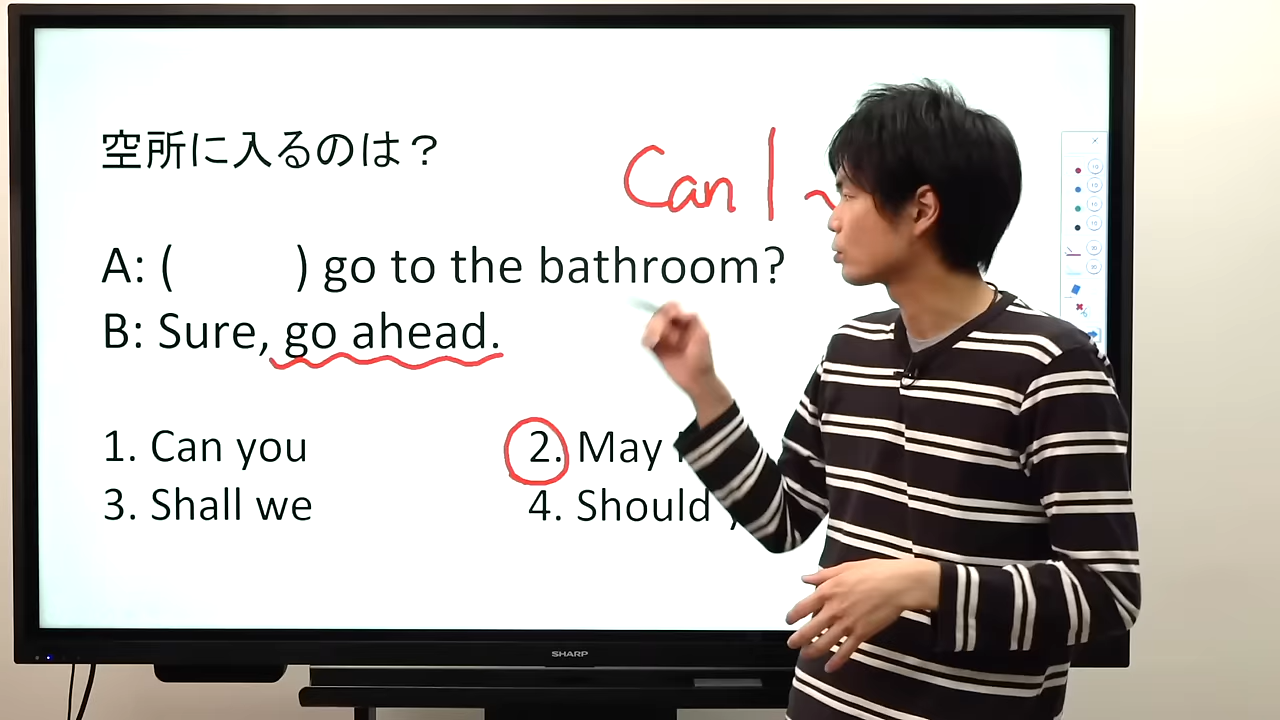 空所に入るのは？
Can I ~
A: ( ) go to the bathroom?
B: Sure, go ahead.
1. Can you
2. May
3. Shall we
4. Should
SHARP